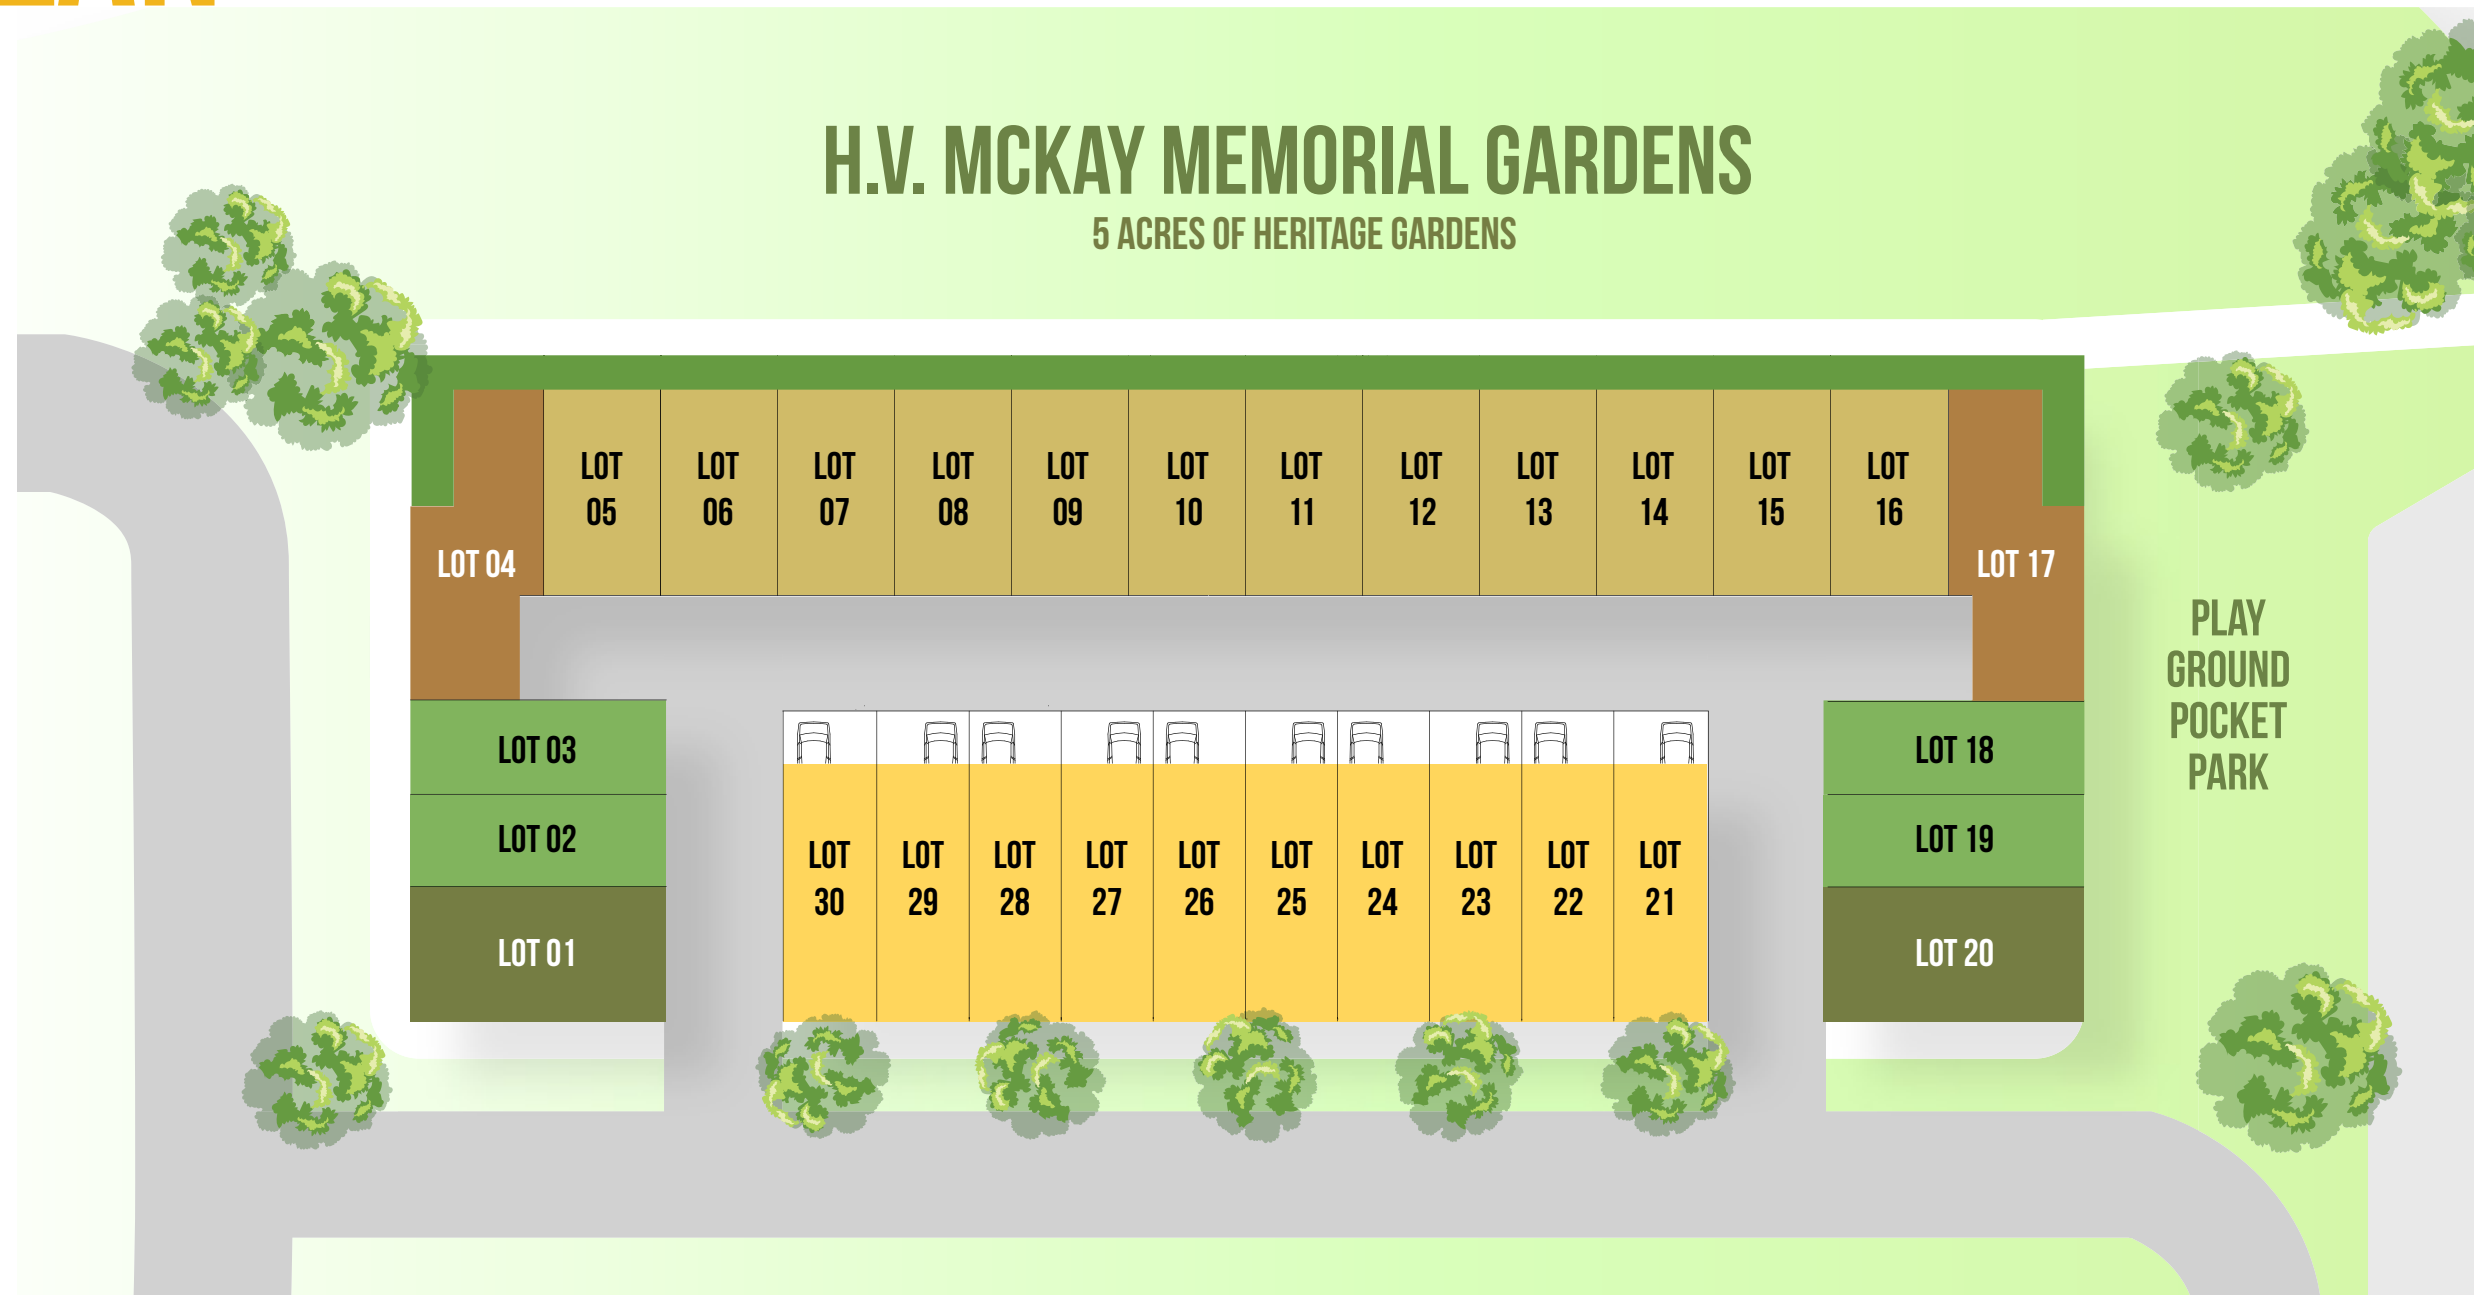 H.V. MCKAY MEMORIAL GARDENS
5 ACRES OF HERITAGE GARDENS
LOT
05
LOT
06
LOT
07
LOT
08
LOT
09
LOT
10
LOT
11
LOT
12
LOT
13
LOT
14
LOT
15
LOT
16
LOT 04
LOT 17
PLAY
GROUND
POCKET
PARK
LOT 03
LOT 18
LOT 02
LOT 19
LOT
30
LOT
29
LOT
28
LOT
27
LOT
26
LOT
25
LOT
24
LOT
23
LOT
22
LOT
21
LOT 01
LOT 20